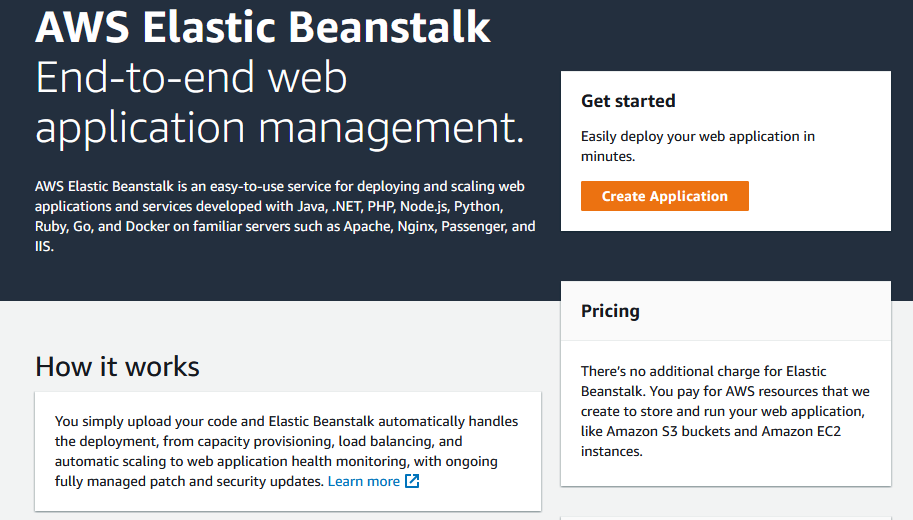 AWS Elastic Beanstalk
End-to-end web
application management.
AWS Elastic Beanstalk is an easy-to-use service for deploying and scaling web
applications and services developed with Java, .NET, PHP, Node.js, Python,
Ruby, Go, and Docker on familiar servers such as Apache, Nginx, Passenger, and
IIS.
Get started
Easily deploy your web application in
minutes.
Create Application
Pricing
There’s no additional charge for Elastic
Beanstalk. You pay for AWS resources that we
create to store and run your web application,
like Amazon S3 buckets and Amazon EC2
instances.
How it works
You simply upload your code and Elastic Beanstalk automatically handles
the deployment, from capacity provisioning, load balancing, and
automatic scaling to web application health monitoring, with ongoing
fully managed patch and security updates. Learn more